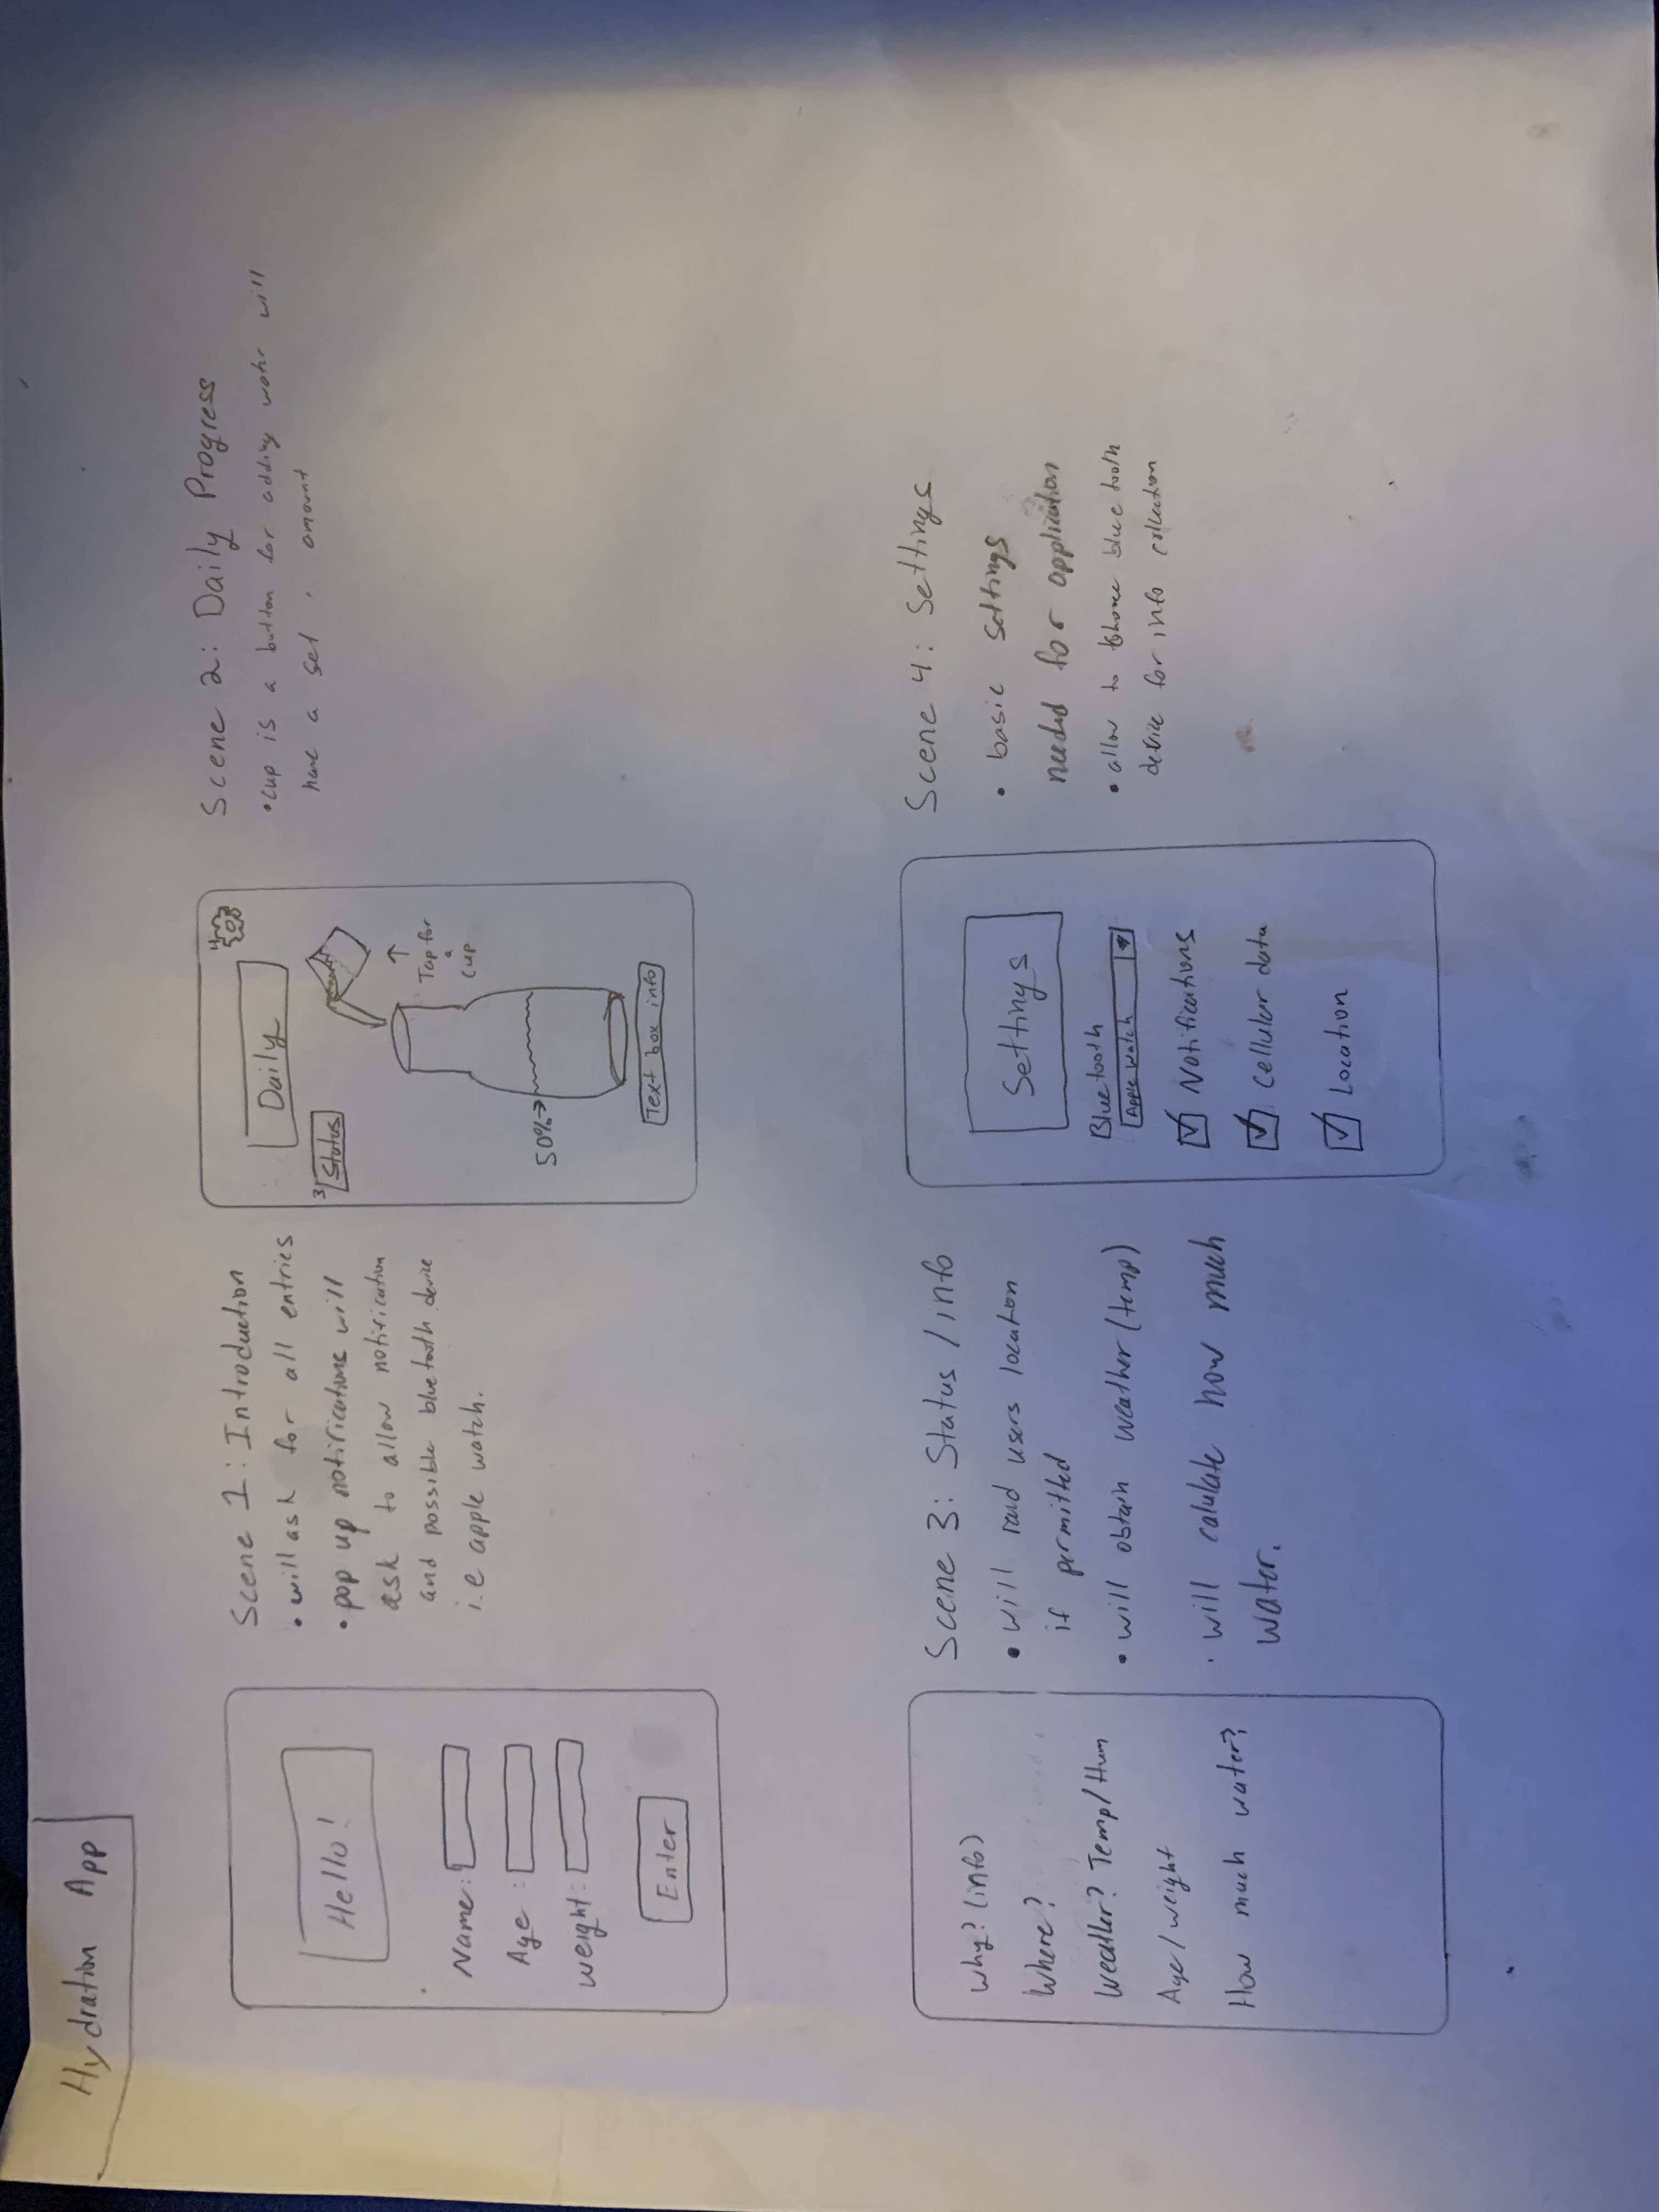 Hydration App
Hello!
Name:
Age :
weight:
Enter
Scene 1: Introduction
• will ask for all entries
• pop up notifications will
ask to allow notification
and possible bluetooth device
i.e apple watch.
4
Daily
3
Status
↑
Tap for
a
cup
50%→
Text box info
Scene 2: Daily Progress
• cup is a button for adding water will
have a set amount
Why? (info)
Where?
Weather? Temp/Hum
Age/weight
How much water?
Scene 3: Status/info
• will read users location
if permitted
• will obtain weather (temp)
• will calulate how much
water.
Settings
Bluetooth
Apple watch
Notifications
Cellular data
Location
Scene 4: Settings
• basic settings
needed for application
• allow to blue tooth
device for info collection